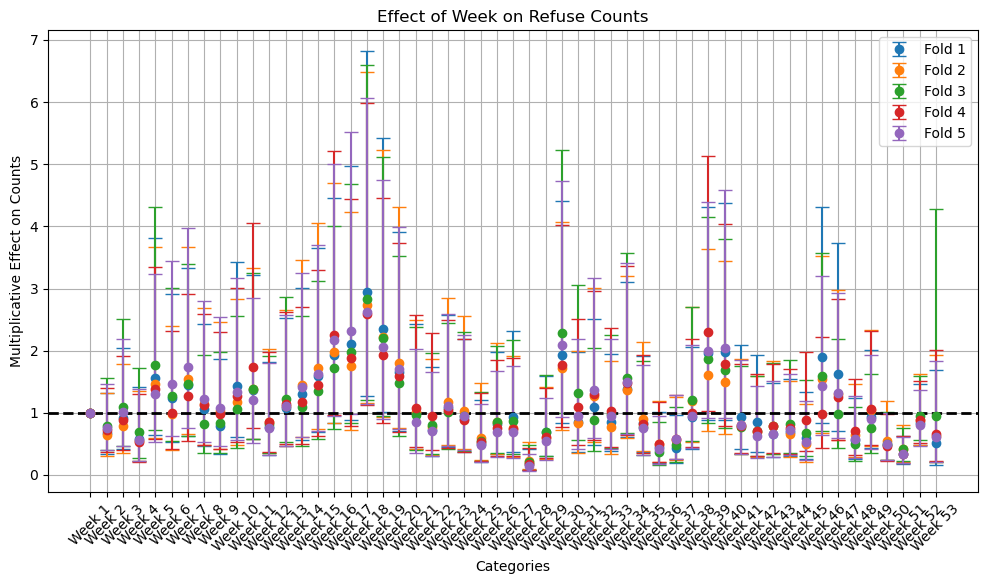 Effect of Week on Refuse Counts
Multiplicative Effect on Counts
7
6
5
4
3
2
1
0
Fold 1
Fold 2
Fold 3
Fold 4
Fold 5
Week 1
Week 2
Week 3
Week 4
Week 5
Week 6
Week 7
Week 8
Week 9
Week 10
Week 11
Week 12
Week 13
Week 14
Week 15
Week 16
Week 17
Week 18
Week 19
Week 20
Week 21
Week 22
Week 23
Week 24
Week 25
Week 26
Week 27
Week 28
Week 29
Week 30
Week 31
Week 32
Week 33
Week 34
Week 35
Week 36
Week 37
Week 38
Week 39
Week 40
Week 41
Week 42
Week 43
Week 44
Week 45
Week 46
Week 47
Week 48
Week 49
Week 50
Week 51
Week 52
Week 53
Categories